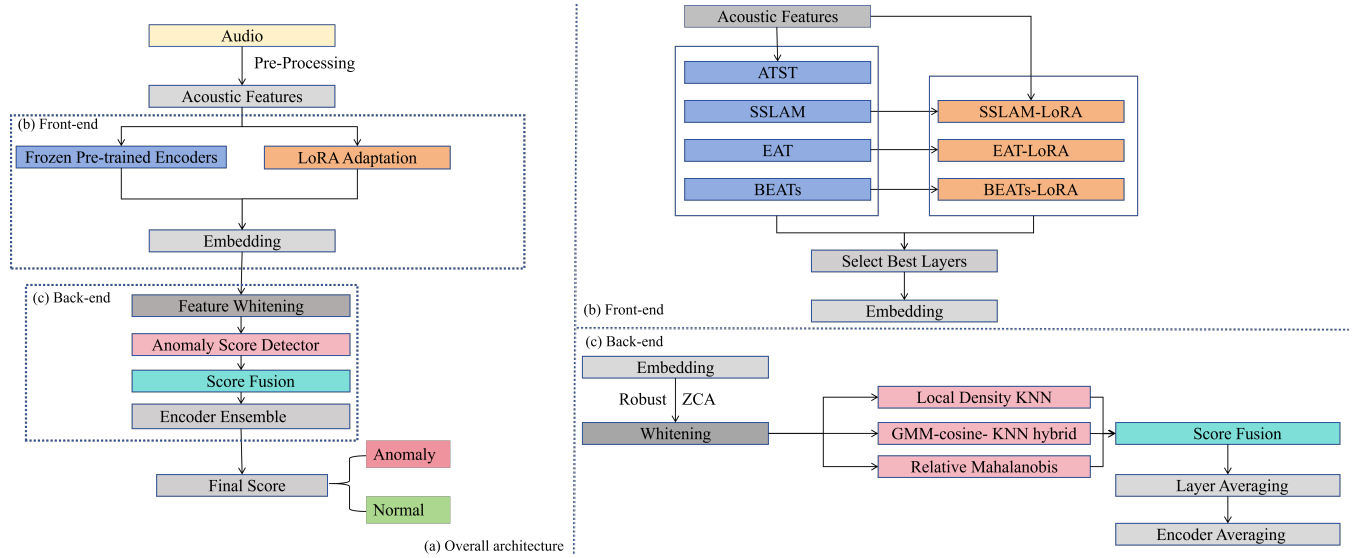 Audio
Pre-Processing
Acoustic Features
(b) Front-end
Frozen Pre-trained Encoders
LoRA Adaptation
Embedding
(c) Back-end
Feature Whitening
Anomaly Score Detector
Score Fusion
Encoder Ensemble
Final Score
Anomaly
Normal
(a) Overall architecture
Acoustic Features
ATST
SSLAM
SSLAM-LoRA
EAT
EAT-LoRA
BEATs
BEATs-LoRA
Select Best Layers
Embedding
(b) Front-end
(c) Back-end
Embedding
Robust ZCA
Whitening
Local Density KNN
GMM-cosine- KNN hybrid
Relative Mahalanobis
Score Fusion
Layer Averaging
Encoder Averaging